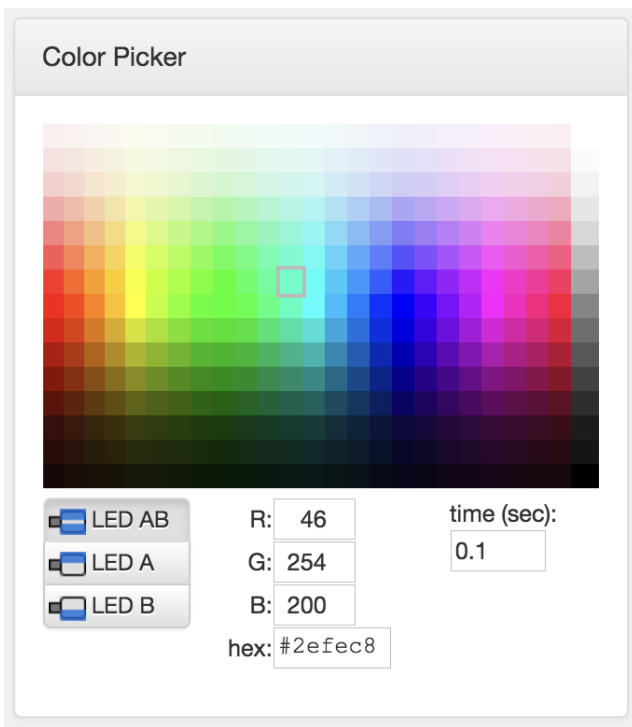 Color Picker
LED AB
LED A
LED B
R: 46
G: 254
B: 200
hex: #2efec8
time (sec):
0.1